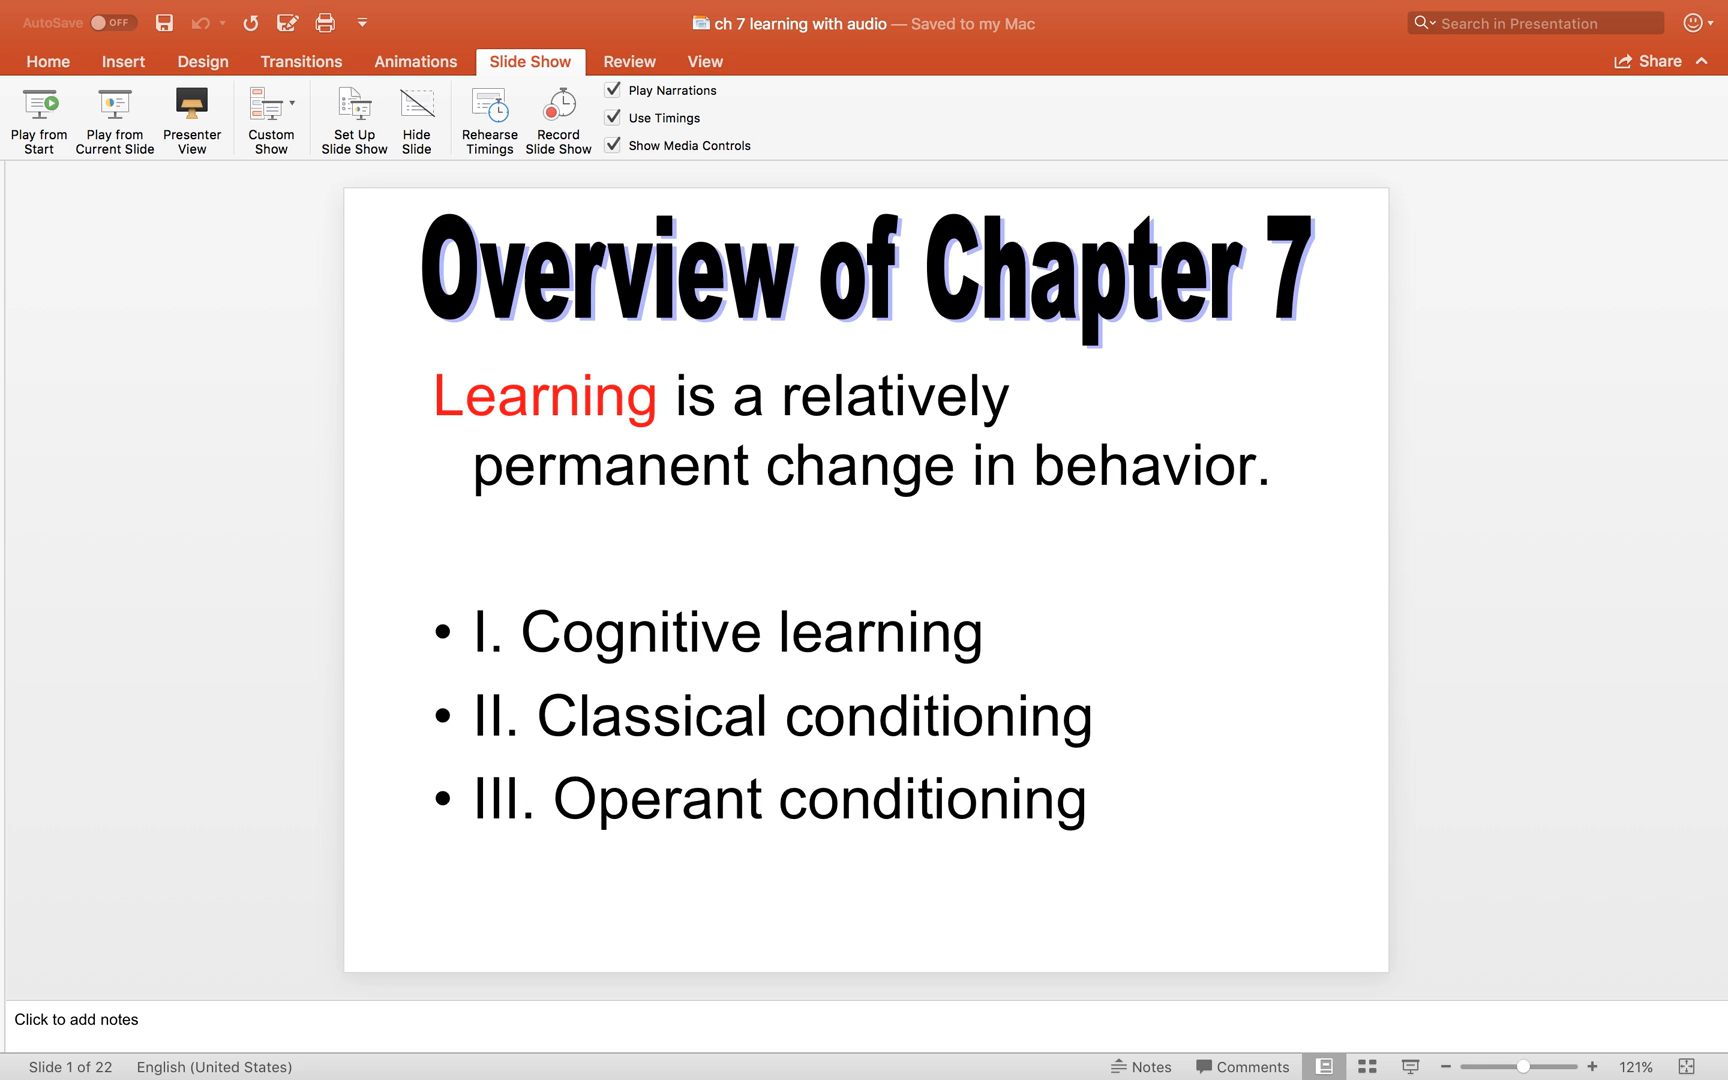 AutoSave OFF
ch 7 learning with audio — Saved to my Mac
Search in Presentation
Home Insert Design Transitions Animations Slide Show Review View
Share
Play from Start
Play from Current Slide
Presenter View
Custom Show
Set Up Slide Show
Hide Slide
Rehearse Timings
Record Slide Show
Play Narrations
Use Timings
Show Media Controls
Overview of Chapter 7
Learning is a relatively
permanent change in behavior.
• I. Cognitive learning
• II. Classical conditioning
• III. Operant conditioning
Click to add notes
Slide 1 of 22 English (United States) Notes Comments 121%